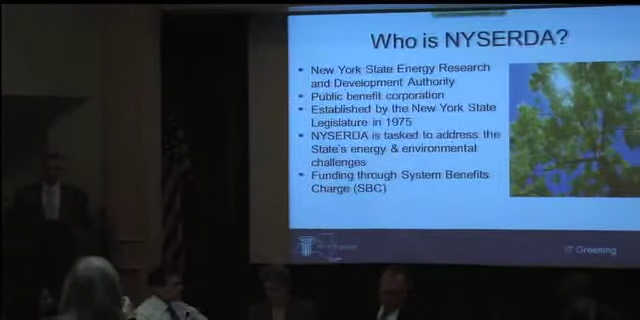 Who is NYSERDA?
• New York State Energy Research
and Development Authority
• Public benefit corporation
• Established by the New York State
Legislature in 1975
• NYSERDA is tasked to address the
State's energy & environmental
challenges
• Funding through System Benefits
Charge (SBC)
IT Greening